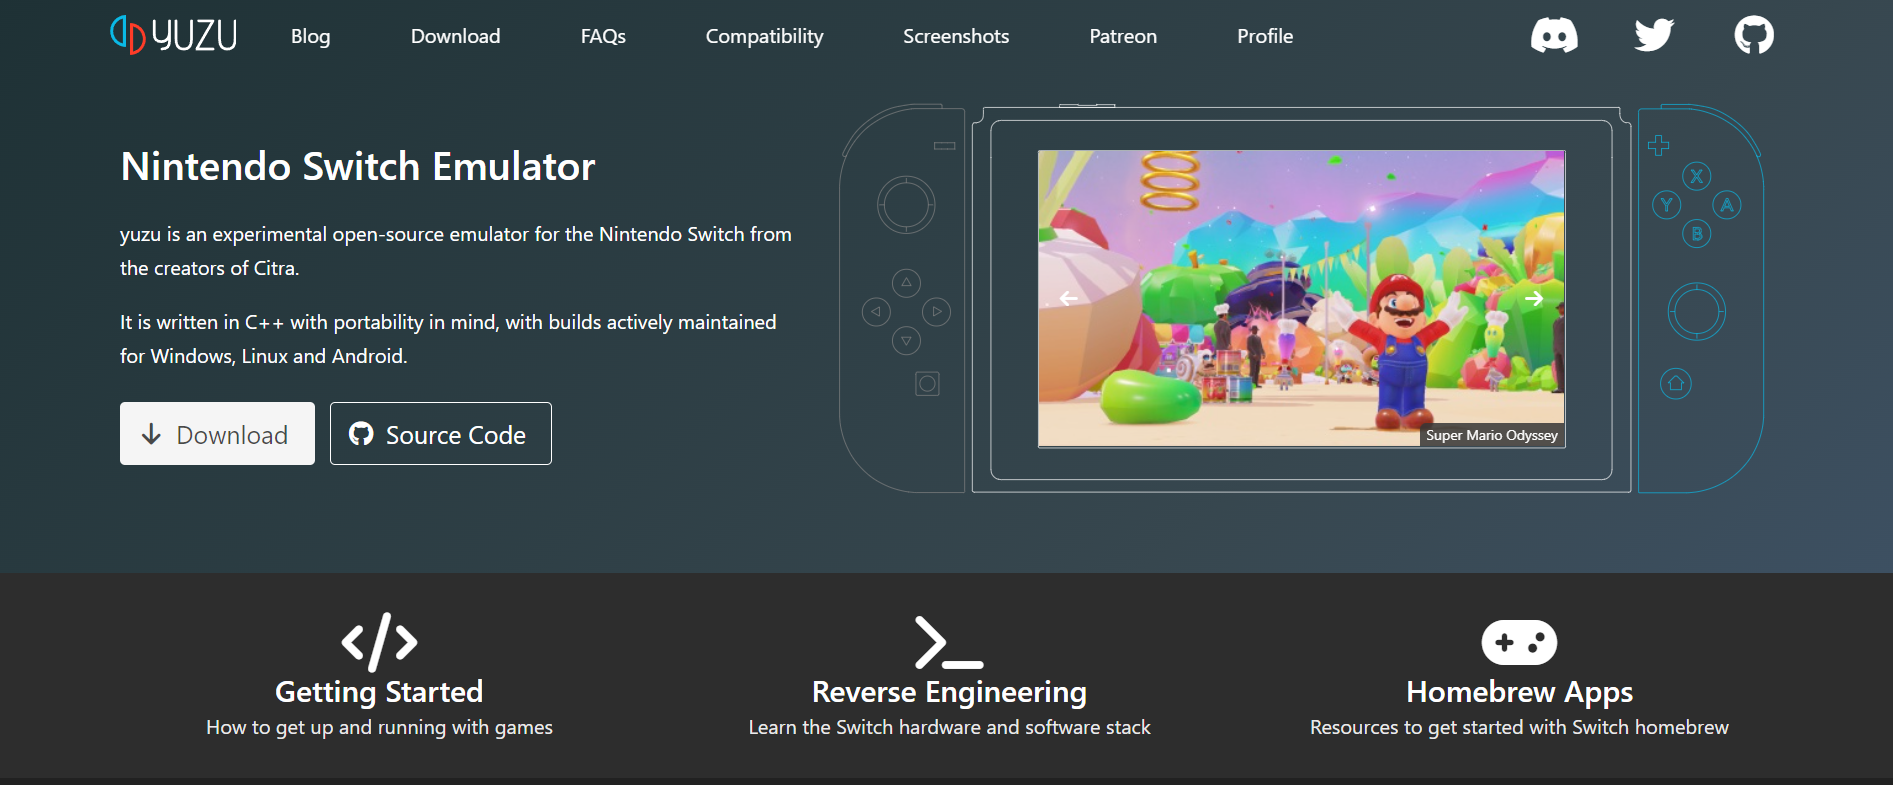 YUZU Blog Download FAQs Compatibility Screenshots Patreon Profile
Nintendo Switch Emulator
yuzu is an experimental open-source emulator for the Nintendo Switch from
the creators of Citra.
It is written in C++ with portability in mind, with builds actively maintained
for Windows, Linux and Android.
Download Source Code
X
Y A
B
Super Mario Odyssey
Getting Started
How to get up and running with games
Reverse Engineering
Learn the Switch hardware and software stack
Homebrew Apps
Resources to get started with Switch homebrew